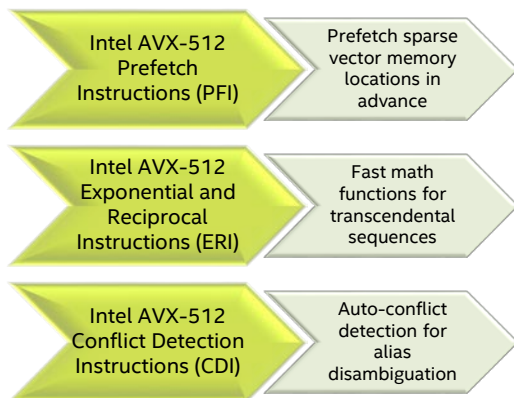 Intel AVX-512
Prefetch
Instructions (PFI)
Prefetch sparse
vector memory
locations in
advance
Intel AVX-512
Exponential and
Reciprocal
Instructions (ERI)
Fast math
functions for
transcendental
sequences
Intel AVX-512
Conflict Detection
Instructions (CDI)
Auto-conflict
detection for
alias
disambiguation